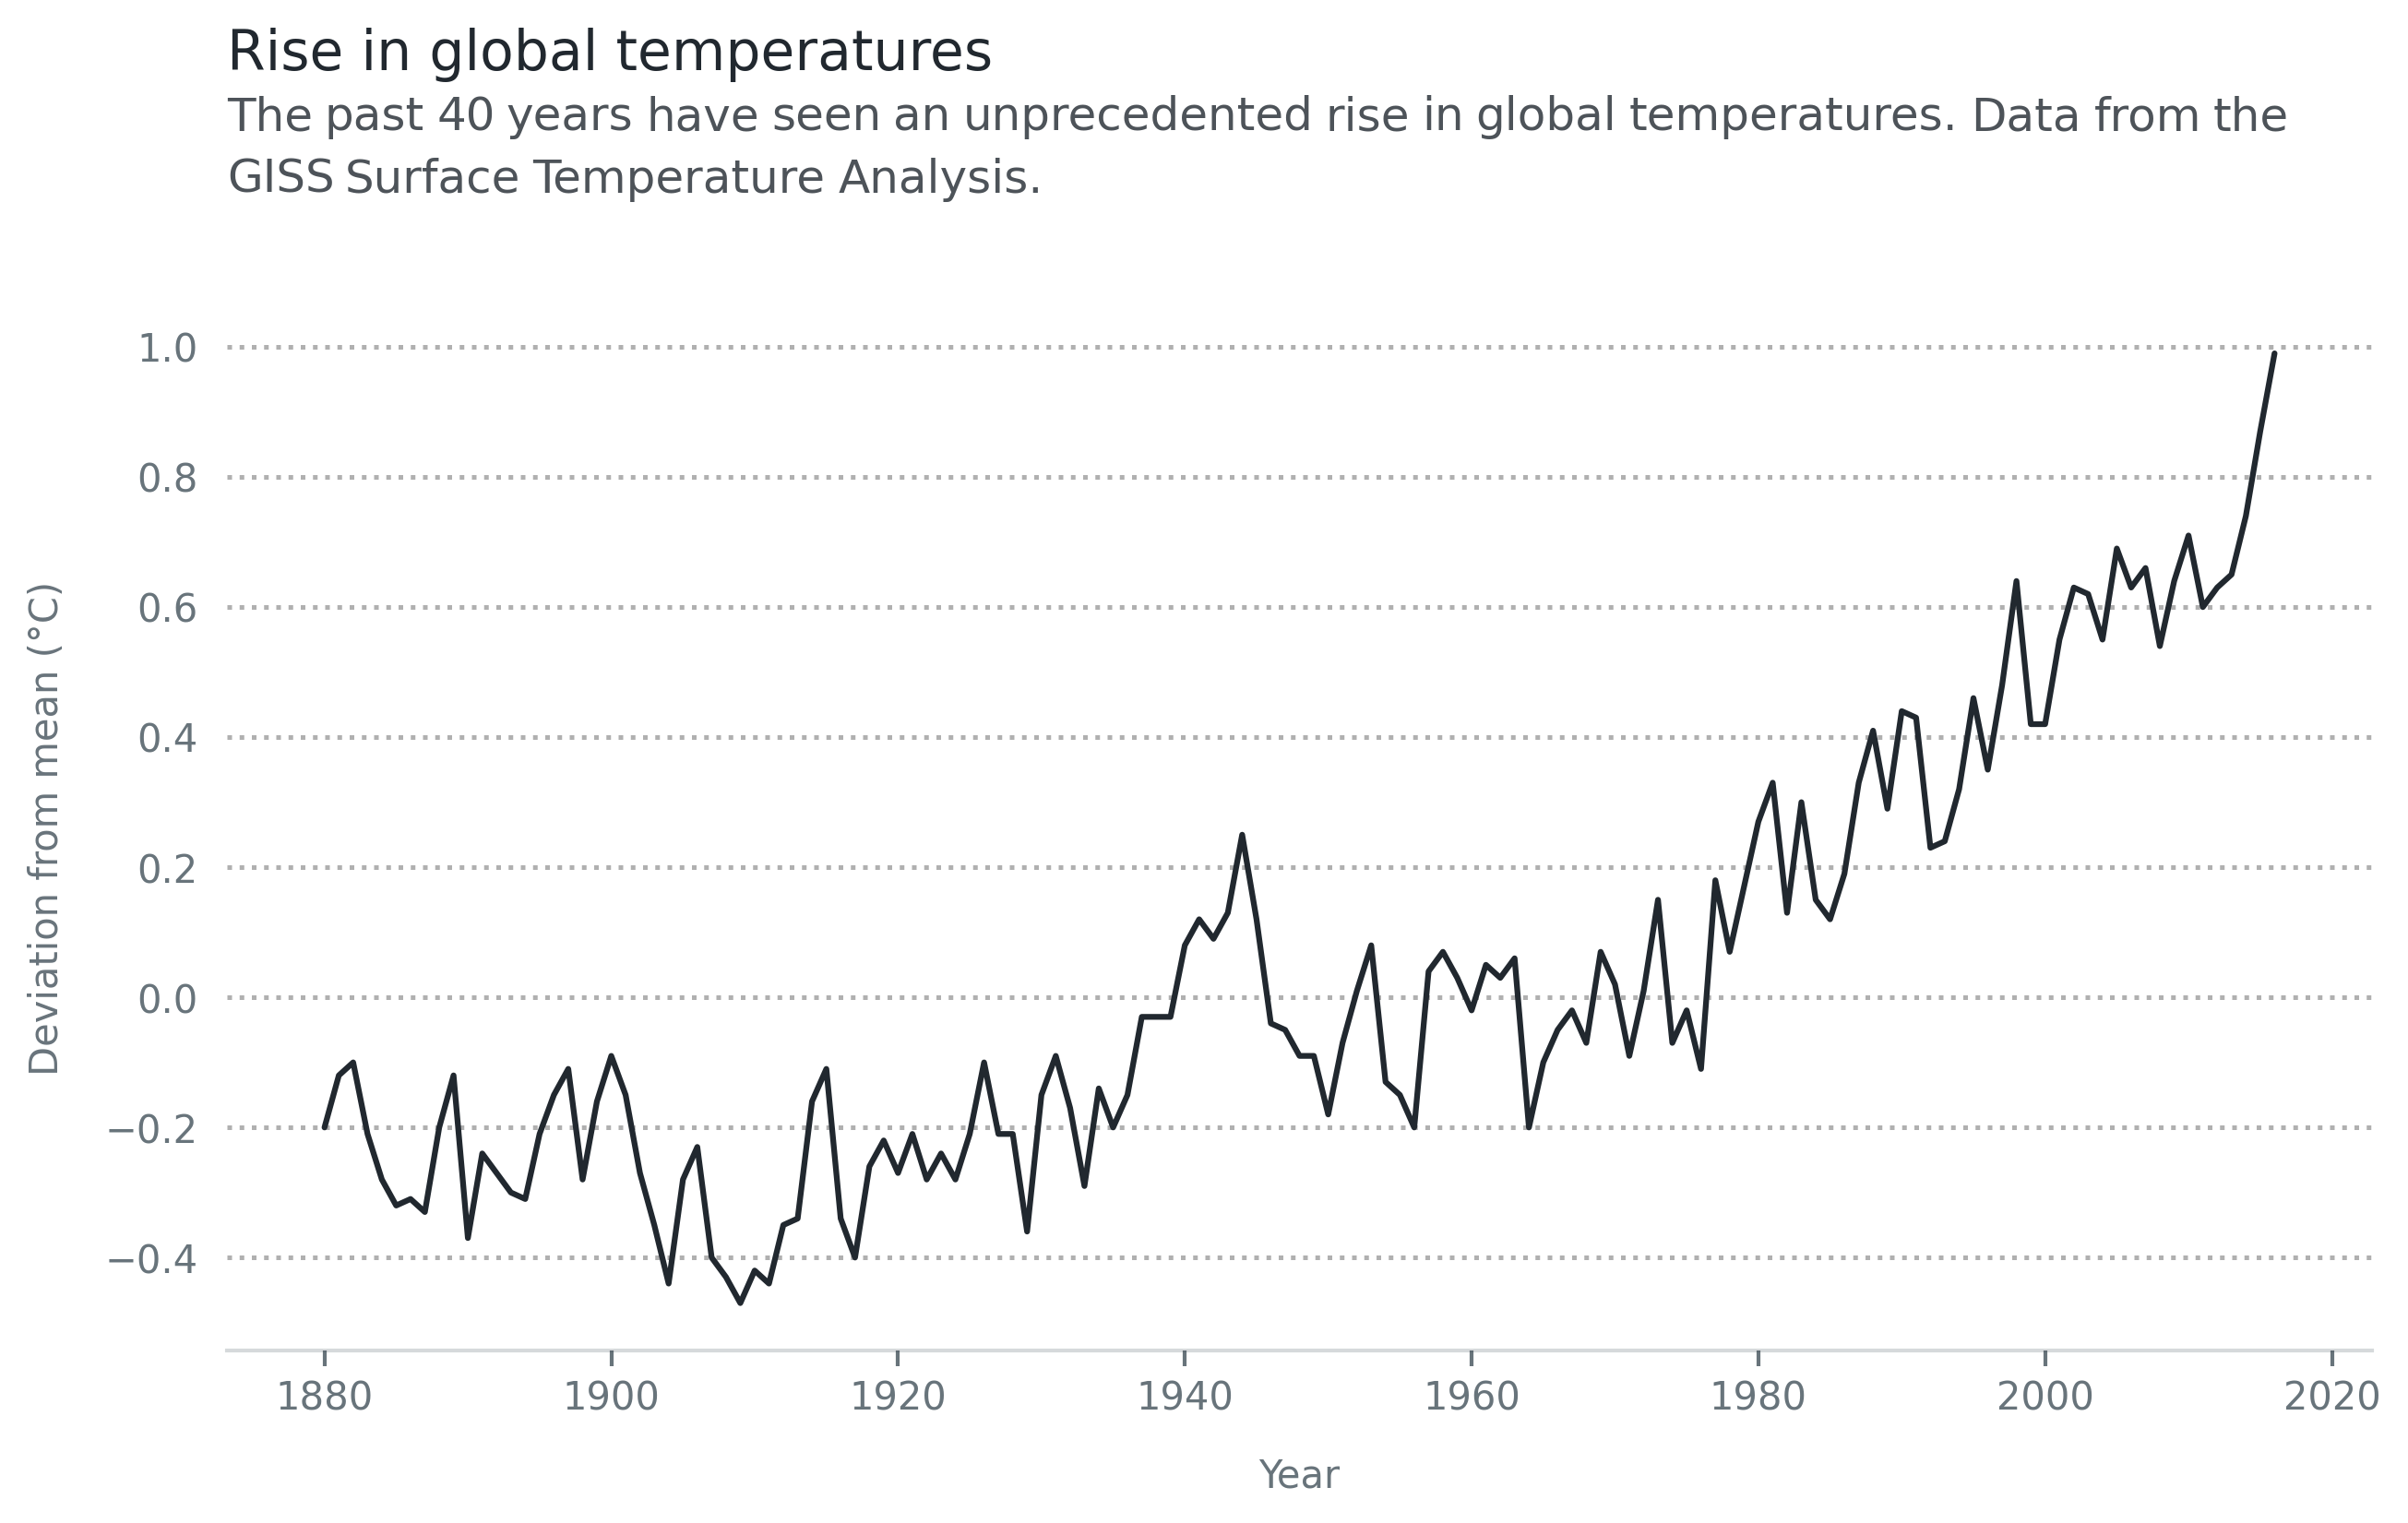 Rise in global temperatures
The past 40 years have seen an unprecedented rise in global temperatures. Data from the
GISS Surface Temperature Analysis.
1.0
0.8
0.6
0.4
0.2
0.0
−0.2
−0.4
Deviation from mean (°C)
1880 1900 1920 1940 1960 1980 2000 2020
Year